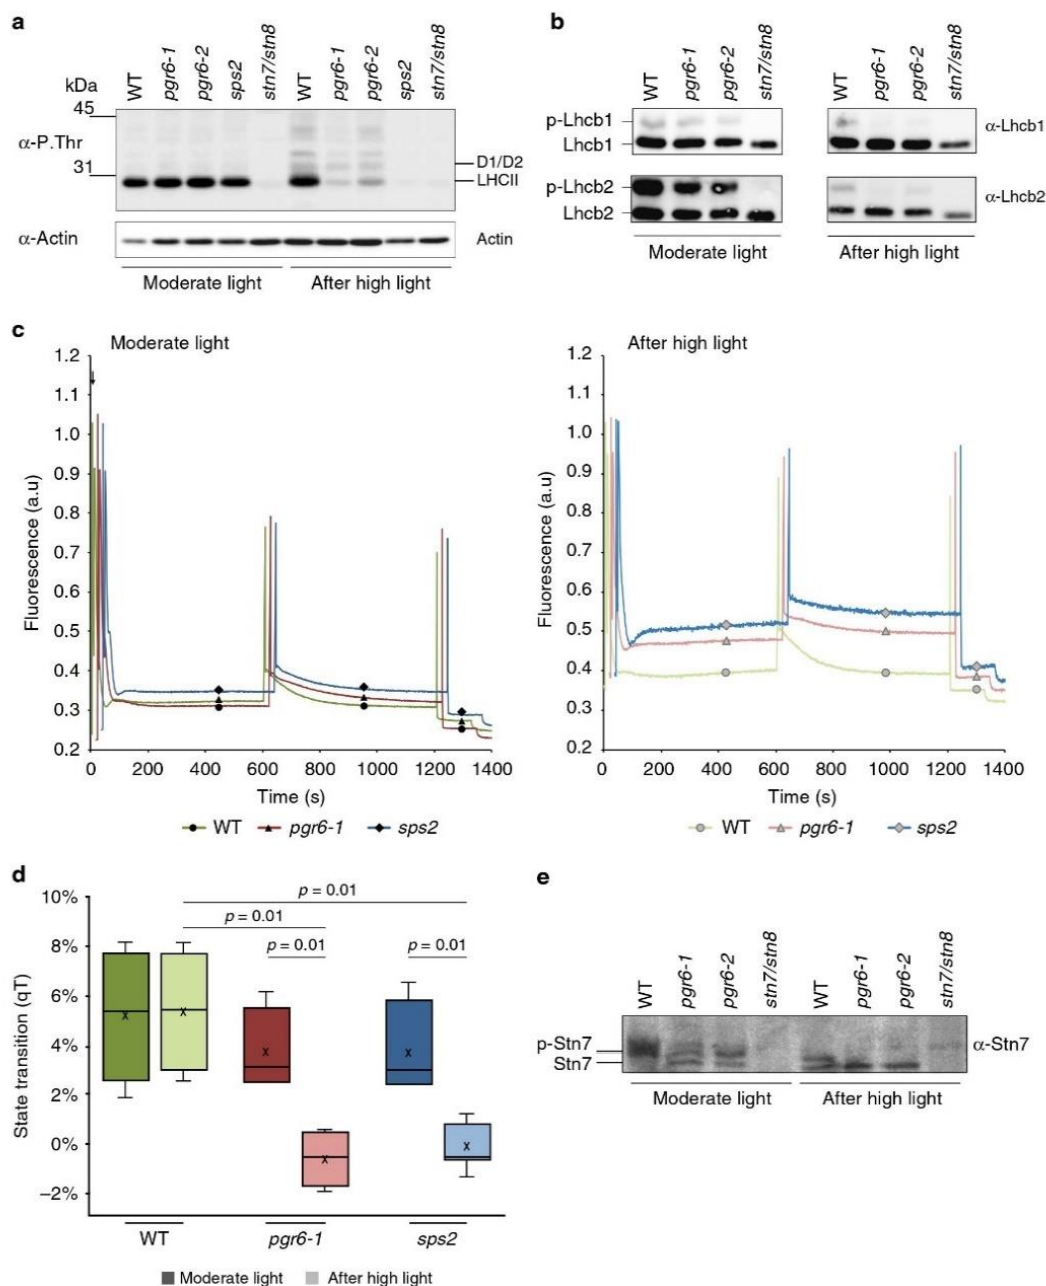 a
kDa
WT pgr6-1 pgr6-2 sps2 stn7/stn8 WT pgr6-1 pgr6-2 sps2 stn7/stn8
45
α-P.Thr
31
D1/D2
LHCII
α-Actin
Actin
Moderate light After high light
b
WT pgr6-1 pgr6-2 stn7/stn8 WT pgr6-1 pgr6-2 stn7/stn8
p-Lhcb1
Lhcb1
α-Lhcb1
p-Lhcb2
Lhcb2
α-Lhcb2
Moderate light After high light
c
Moderate light
Fluorescence (a.u)
1.2
1.1
1.0
0.9
0.8
0.7
0.6
0.5
0.4
0.3
0.2
0 200 400 600 800 1000 1200 1400
Time (s)
WT pgr6-1 sps2
After high light
Fluorescence (a.u)
1.2
1.1
1.0
0.9
0.8
0.7
0.6
0.5
0.4
0.3
0.2
0 200 400 600 800 1000 1200 1400
Time (s)
WT pgr6-1 sps2
d
State transition (qT)
10%
8%
6%
4%
2%
0%
−2%
p = 0.01
p = 0.01
p = 0.01 p = 0.01
x x x x x x
WT pgr6-1 sps2
Moderate light After high light
e
WT pgr6-1 pgr6-2 stn7/stn8 WT pgr6-1 pgr6-2 stn7/stn8
p-Stn7
Stn7
α-Stn7
Moderate light After high light